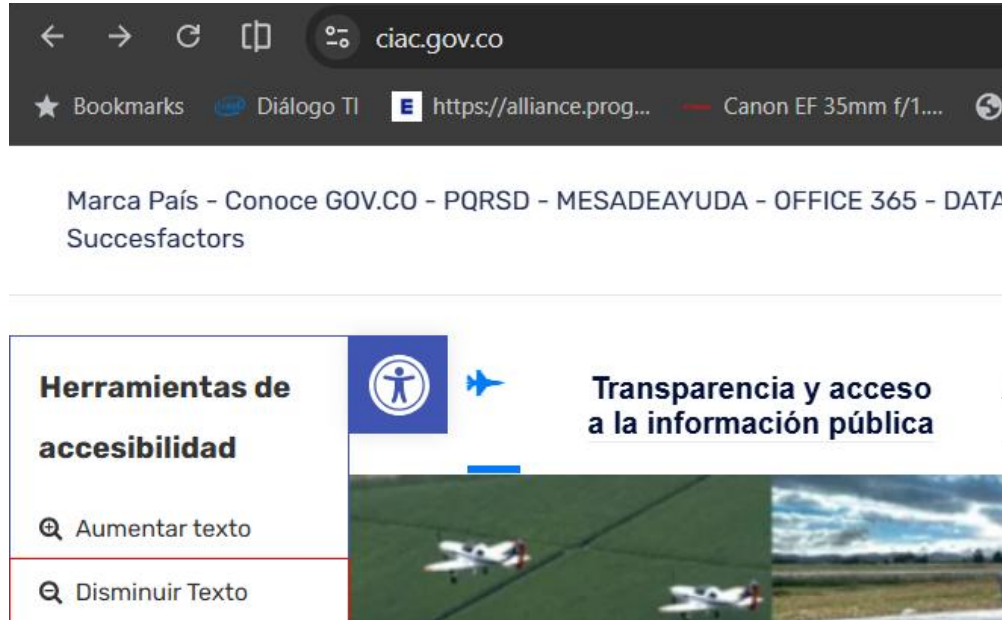 ciac.gov.co
Bookmarks Diálogo TI E https://alliance.prog... Canon EF 35mm f/1....
Marca País - Conoce GOV.CO - PQRSD - MESADEAYUDA - OFFICE 365 - DATA
Succesfactors
Herramientas de
accesibilidad
Aumentar texto
Disminuir Texto
Transparencia y acceso
a la información pública